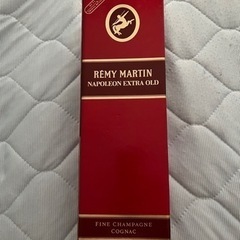 RÉMY MARTIN
NAPOLEON EXTRA OLD
FINE CHAMPAGNE
COGNAC